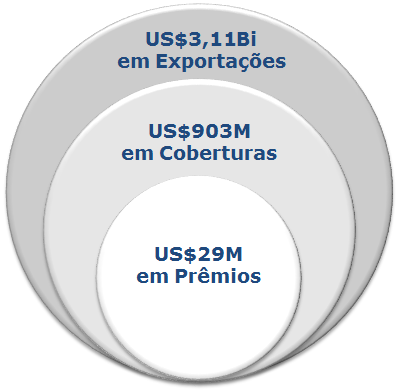 US$3,11Bi
em Exportações
US$903M
em Coberturas
US$29M
em Prêmios